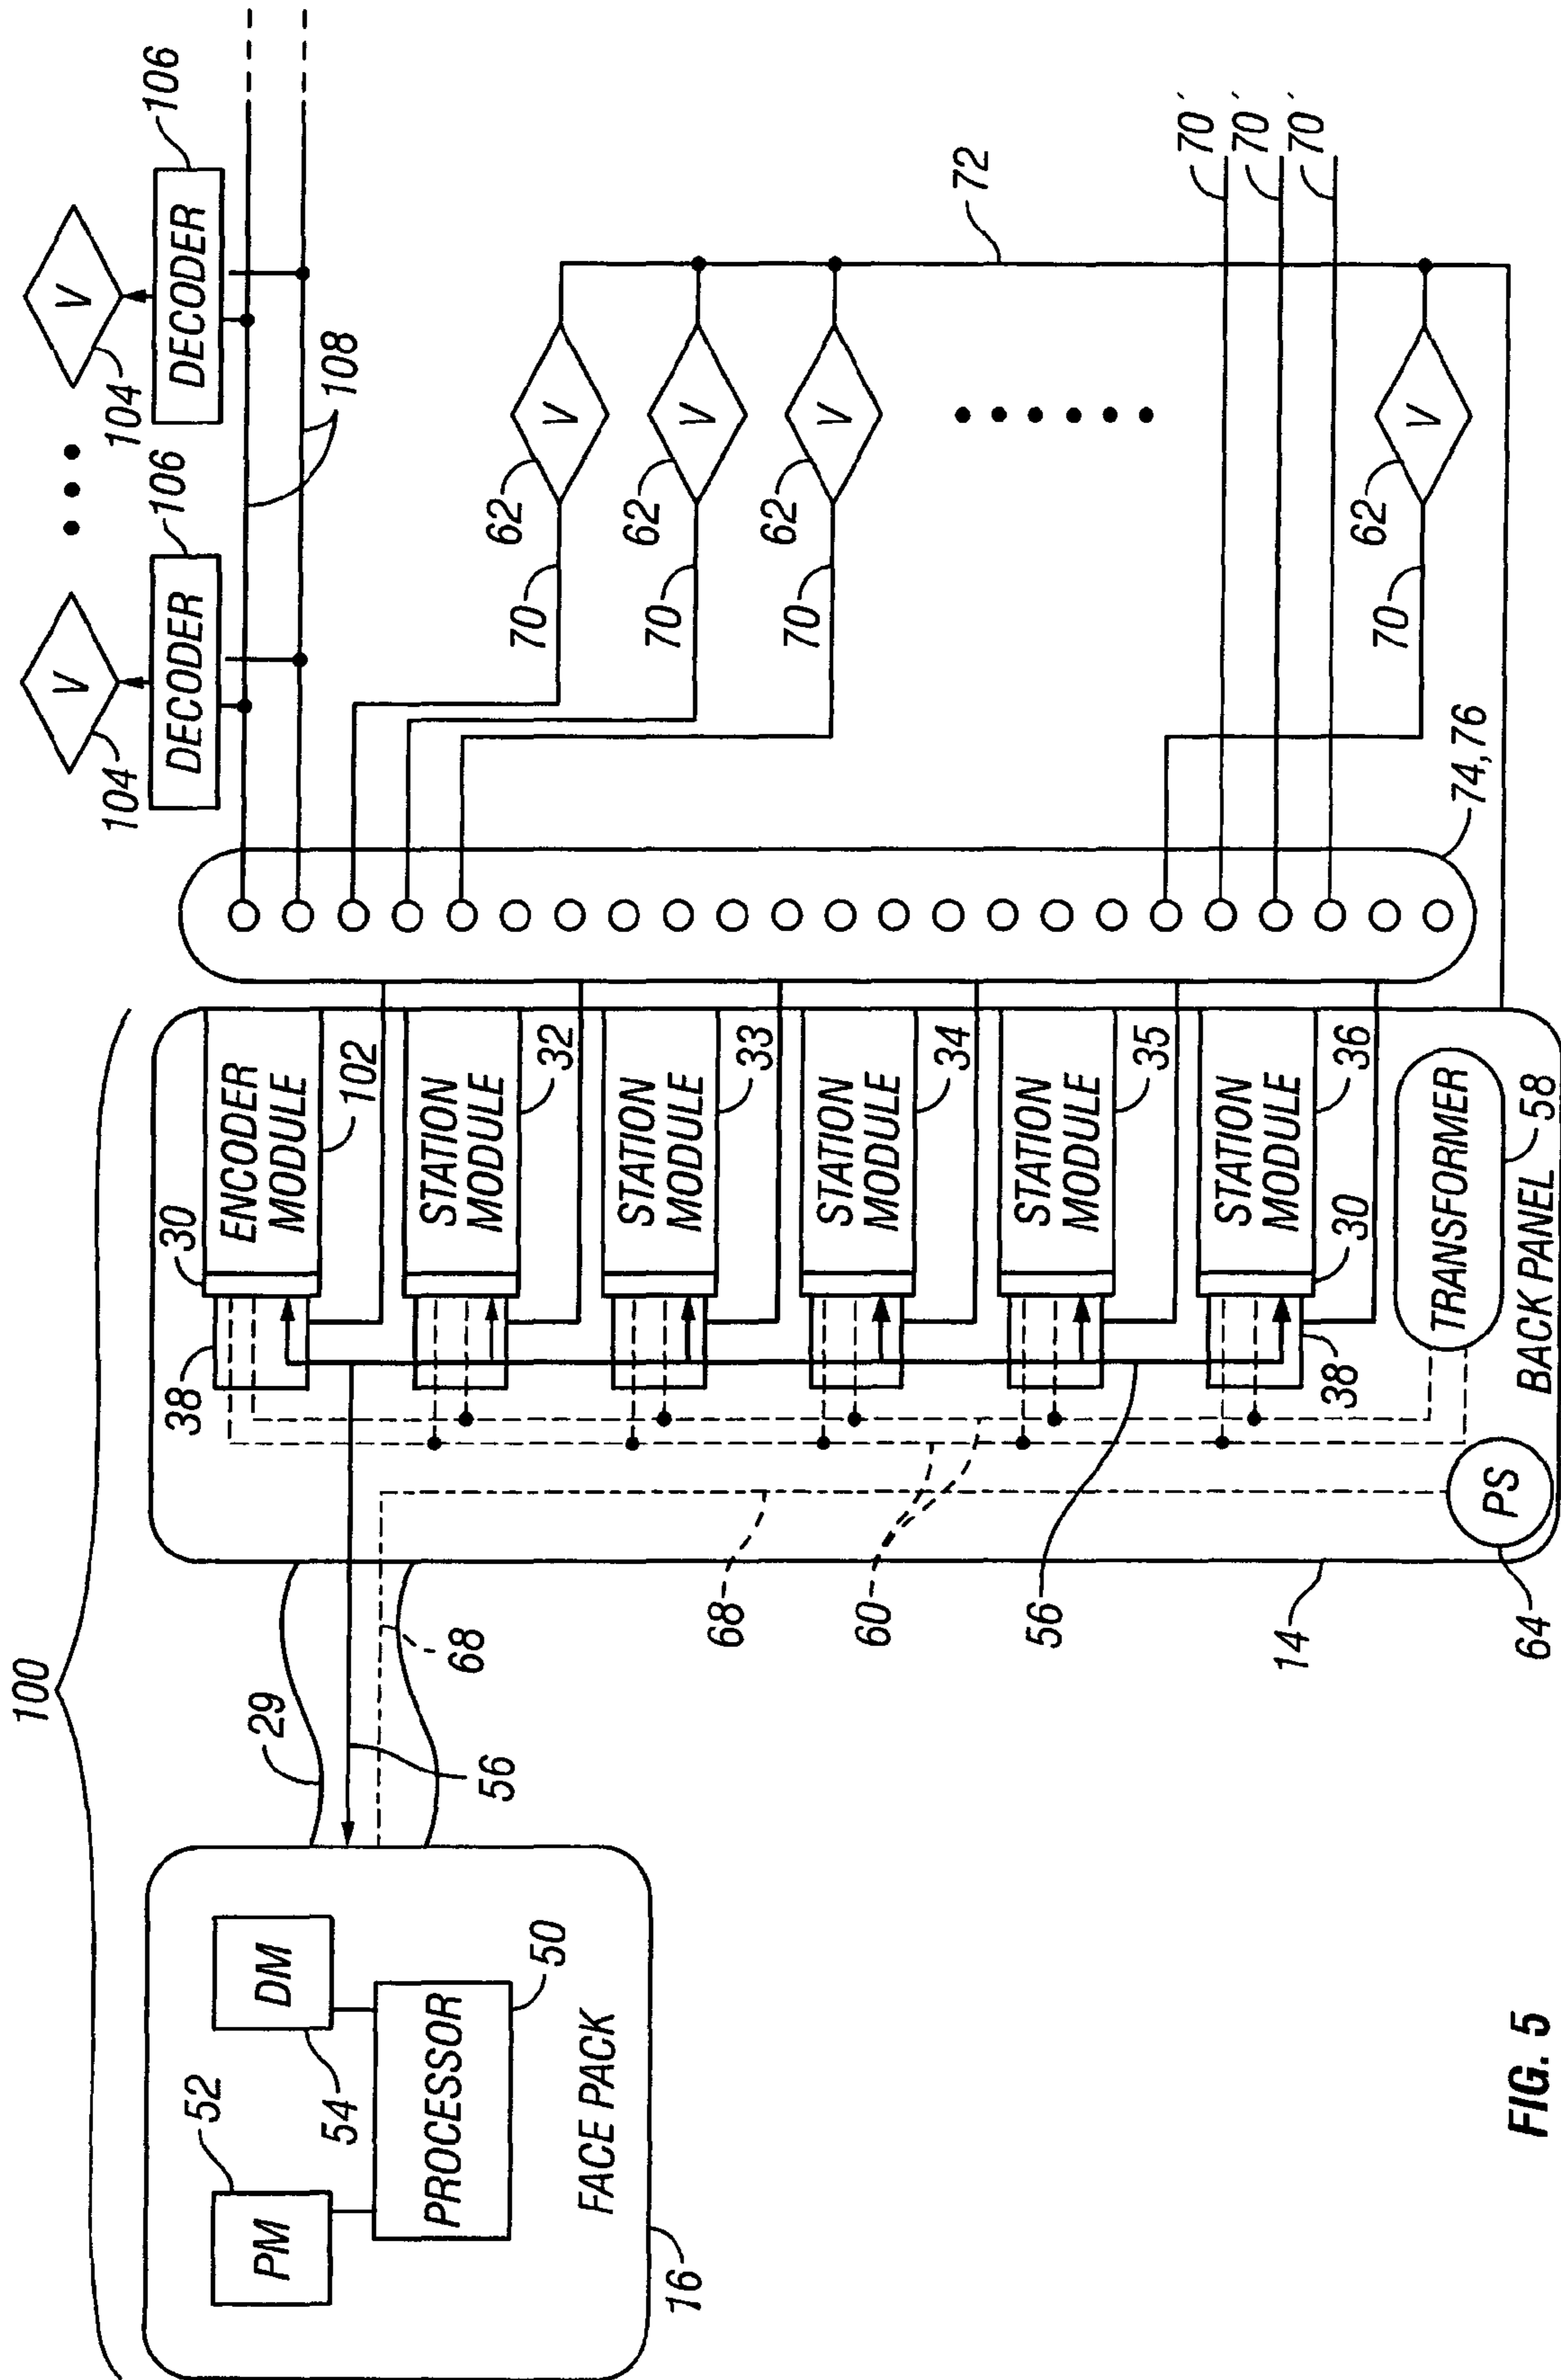 100
PM
52
DM
54
PROCESSOR
50
FACE PACK
16
29
56
68
68
60
56
14
64
PS
38
30
ENCODER
MODULE
102
STATION
MODULE
32
STATION
MODULE
33
STATION
MODULE
34
STATION
MODULE
35
STATION
MODULE
36
30
38
TRANSFORMER
BACK PANEL
58
74,76
V
104
DECODER
106
V
104
DECODER
106
108
70
62
V
70
62
V
70
62
V
72
70´
70´
70´
70
62
V
FIG. 5